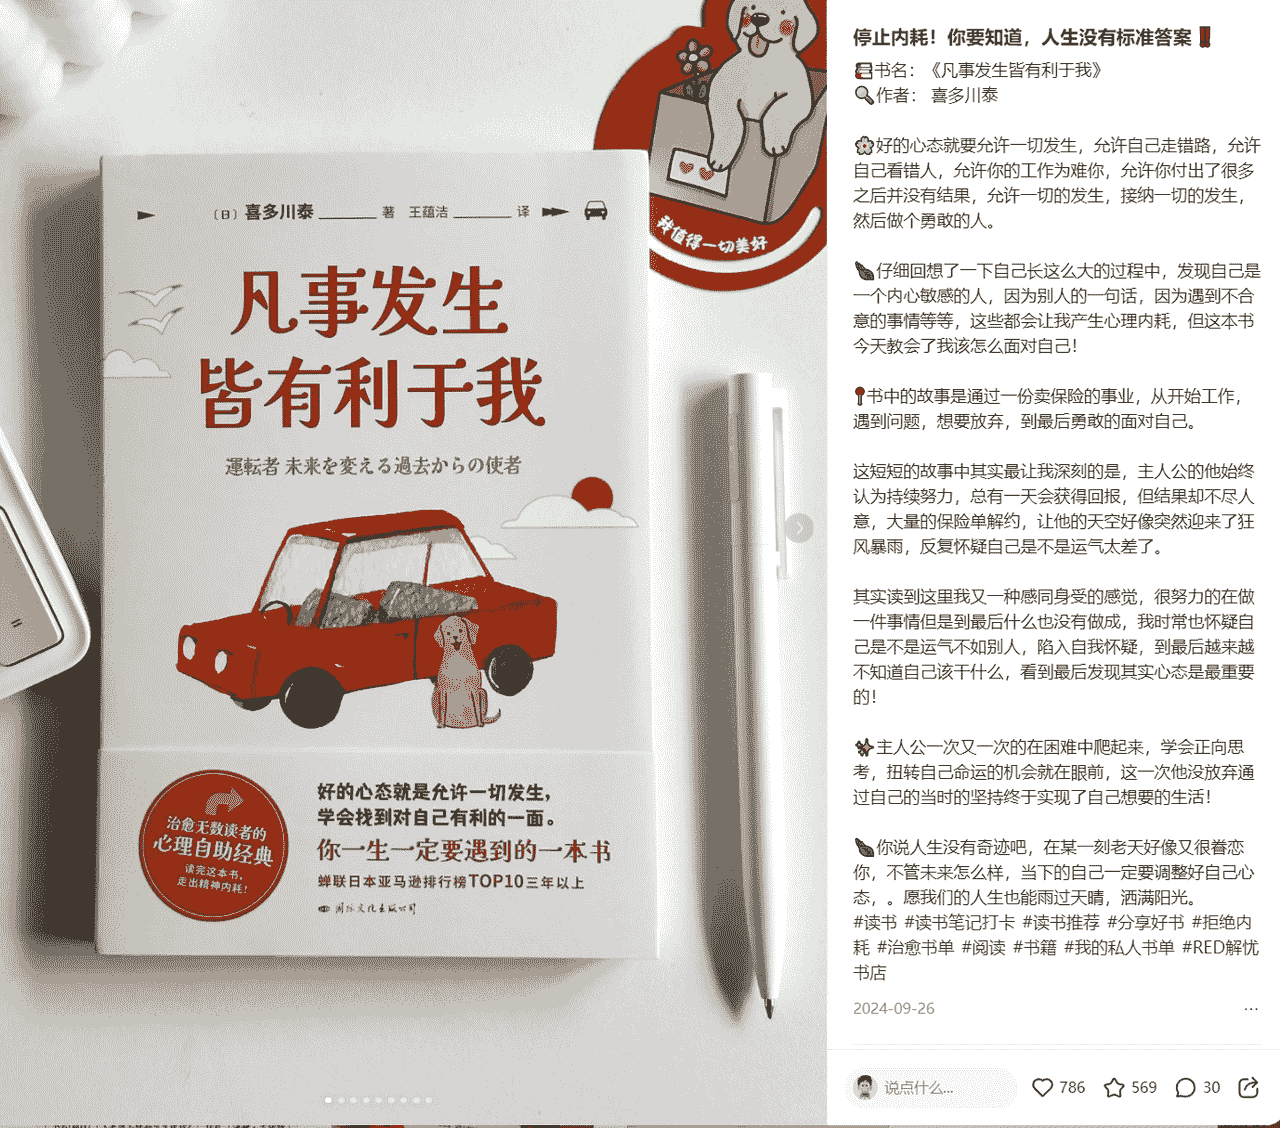 我值得一切美好
〔日〕喜多川泰 著 王蕴洁 译
凡事发生
皆有利于我
運転者 未来を変える過去からの使者
治愈无数读者的
心理自助经典
读完这本书，
走出精神内耗！
好的心态就是允许一切发生，
学会找到对自己有利的一面。
你一生一定要遇到的一本书
蝉联日本亚马逊排行榜TOP10三年以上
国际文化出版公司
停止内耗！你要知道，人生没有标准答案
书名：《凡事发生皆有利于我》
作者： 喜多川泰
好的心态就要允许一切发生，允许自己走错路，允许
自己看错人，允许你的工作为难你，允许你付出了很多
之后并没有结果，允许一切的发生，接纳一切的发生，
然后做个勇敢的人。
仔细回想了一下自己长这么大的过程中，发现自己是
一个内心敏感的人，因为别人的一句话，因为遇到不合
意的事情等等，这些都会让我产生心理内耗，但这本书
今天教会了我该怎么面对自己！
书中的故事是通过一份卖保险的事业，从开始工作，
遇到问题，想要放弃，到最后勇敢的面对自己。
这短短的故事中其实最让我深刻的是，主人公的他始终
认为持续努力，总有一天会获得回报，但结果却不尽人
意，大量的保险单解约，让他的天空好像突然迎来了狂
风暴雨，反复怀疑自己是不是运气太差了。
其实读到这里我又一种感同身受的感觉，很努力的在做
一件事情但是到最后什么也没有做成，我时常也怀疑自
己是不是运气不如别人，陷入自我怀疑，到最后越来越
不知道自己该干什么，看到最后发现其实心态是最重要
的！
主人公一次又一次的在困难中爬起来，学会正向思
考，扭转自己命运的机会就在眼前，这一次他没放弃通
过自己的当时的坚持终于实现了自己想要的生活！
你说人生没有奇迹吧，在某一刻老天好像又很眷恋
你，不管未来怎么样，当下的自己一定要调整好自己心
态，。愿我们的人生也能雨过天晴，洒满阳光。
#读书 #读书笔记打卡 #读书推荐 #分享好书 #拒绝内
耗 #治愈书单 #阅读 #书籍 #我的私人书单 #RED解忧
书店
2024-09-26
说点什么...
786
569
30